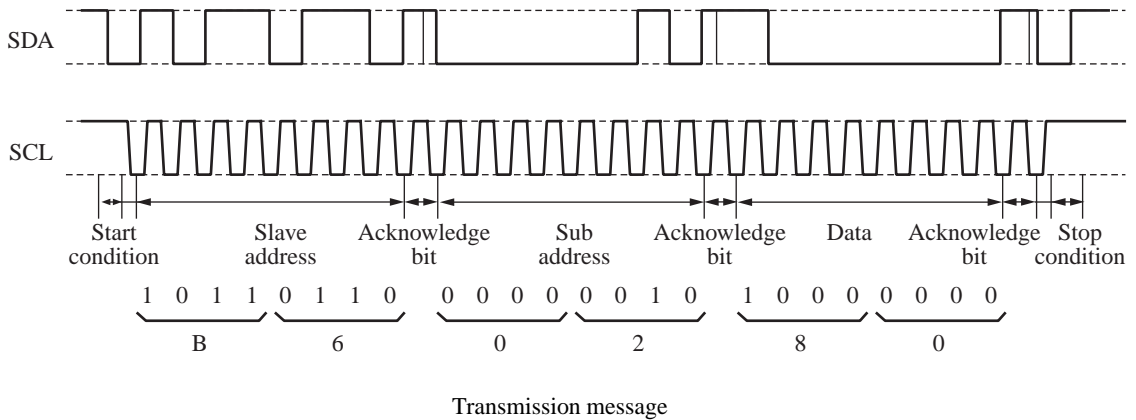 SDA
SCL
Start condition
Slave address
Acknowledge bit
Sub address
Acknowledge bit
Data
Acknowledge bit
Stop condition
1 0 1 1 0 1 1 0 0 0 0 0 0 0 1 0 1 0 0 0 0 0 0 0
B 6 0 2 8 0
Transmission message